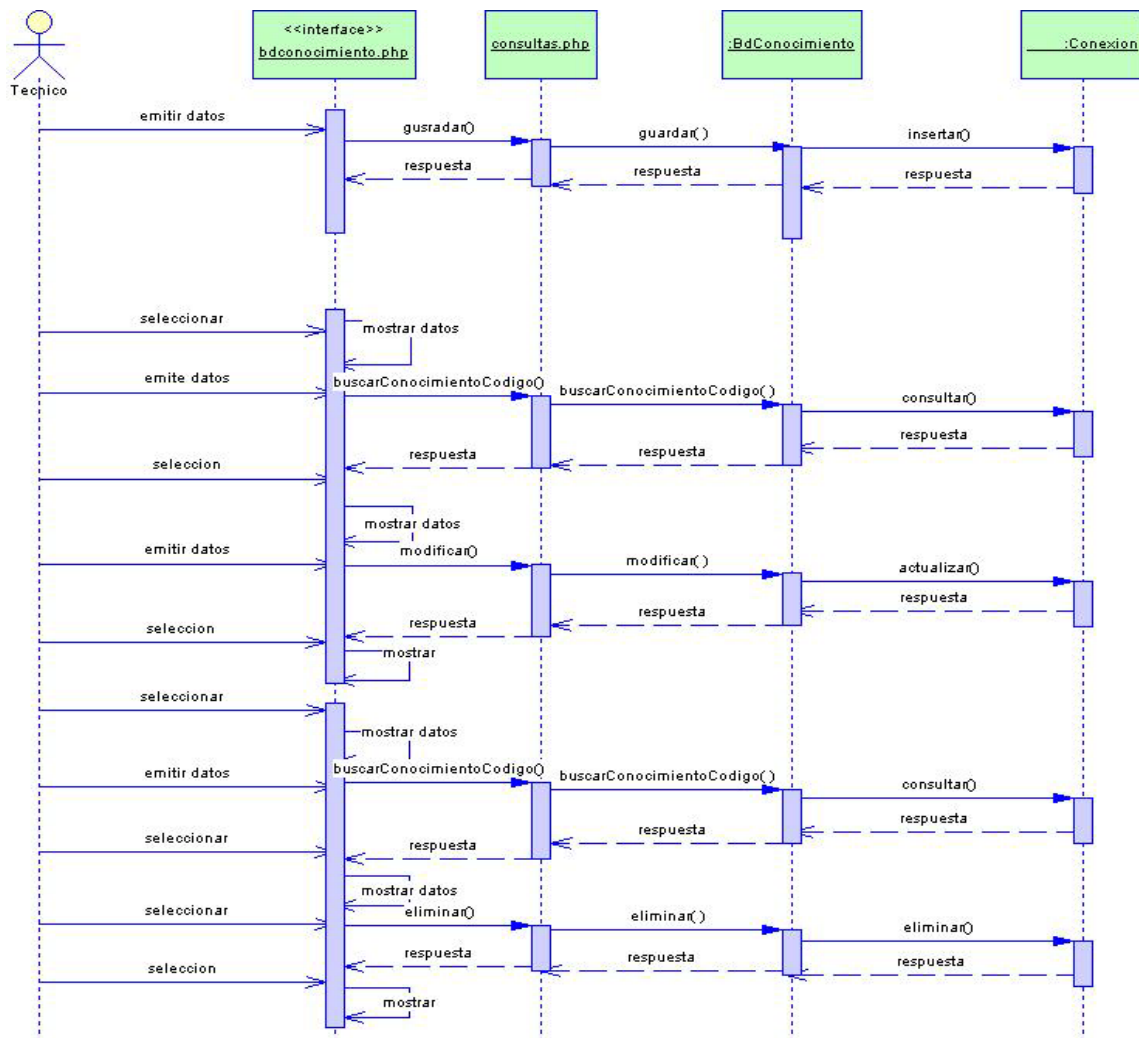 <<interface>>
bdconocimiento.php
consultas.php
:BdConocimiento
:Conexion
Tecnico
emitir datos
gusradar()
guardar( )
insertar()
respuesta
respuesta
respuesta
seleccionar
mostrar datos
emite datos
buscarConocimientoCodigo()
buscarConocimientoCodigo( )
consultar()
respuesta
respuesta
respuesta
seleccion
mostrar datos
emitir datos
modificar()
modificar( )
actualizar()
respuesta
respuesta
respuesta
seleccion
mostrar
seleccionar
mostrar datos
emitir datos
buscarConocimientoCodigo()
buscarConocimientoCodigo( )
consultar()
respuesta
respuesta
respuesta
seleccionar
mostrar datos
seleccionar
eliminar()
eliminar( )
eliminar()
respuesta
respuesta
respuesta
seleccion
mostrar